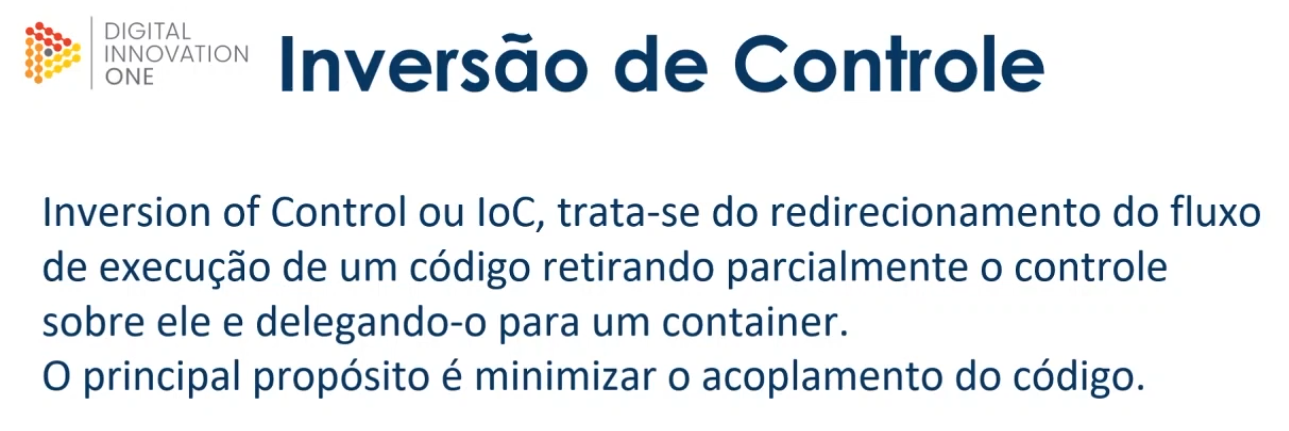 DIGITAL
INNOVATION
ONE
Inversão de Controle
Inversion of Control ou IoC, trata-se do redirecionamento do fluxo
de execução de um código retirando parcialmente o controle
sobre ele e delegando-o para um container.
O principal propósito é minimizar o acoplamento do código.